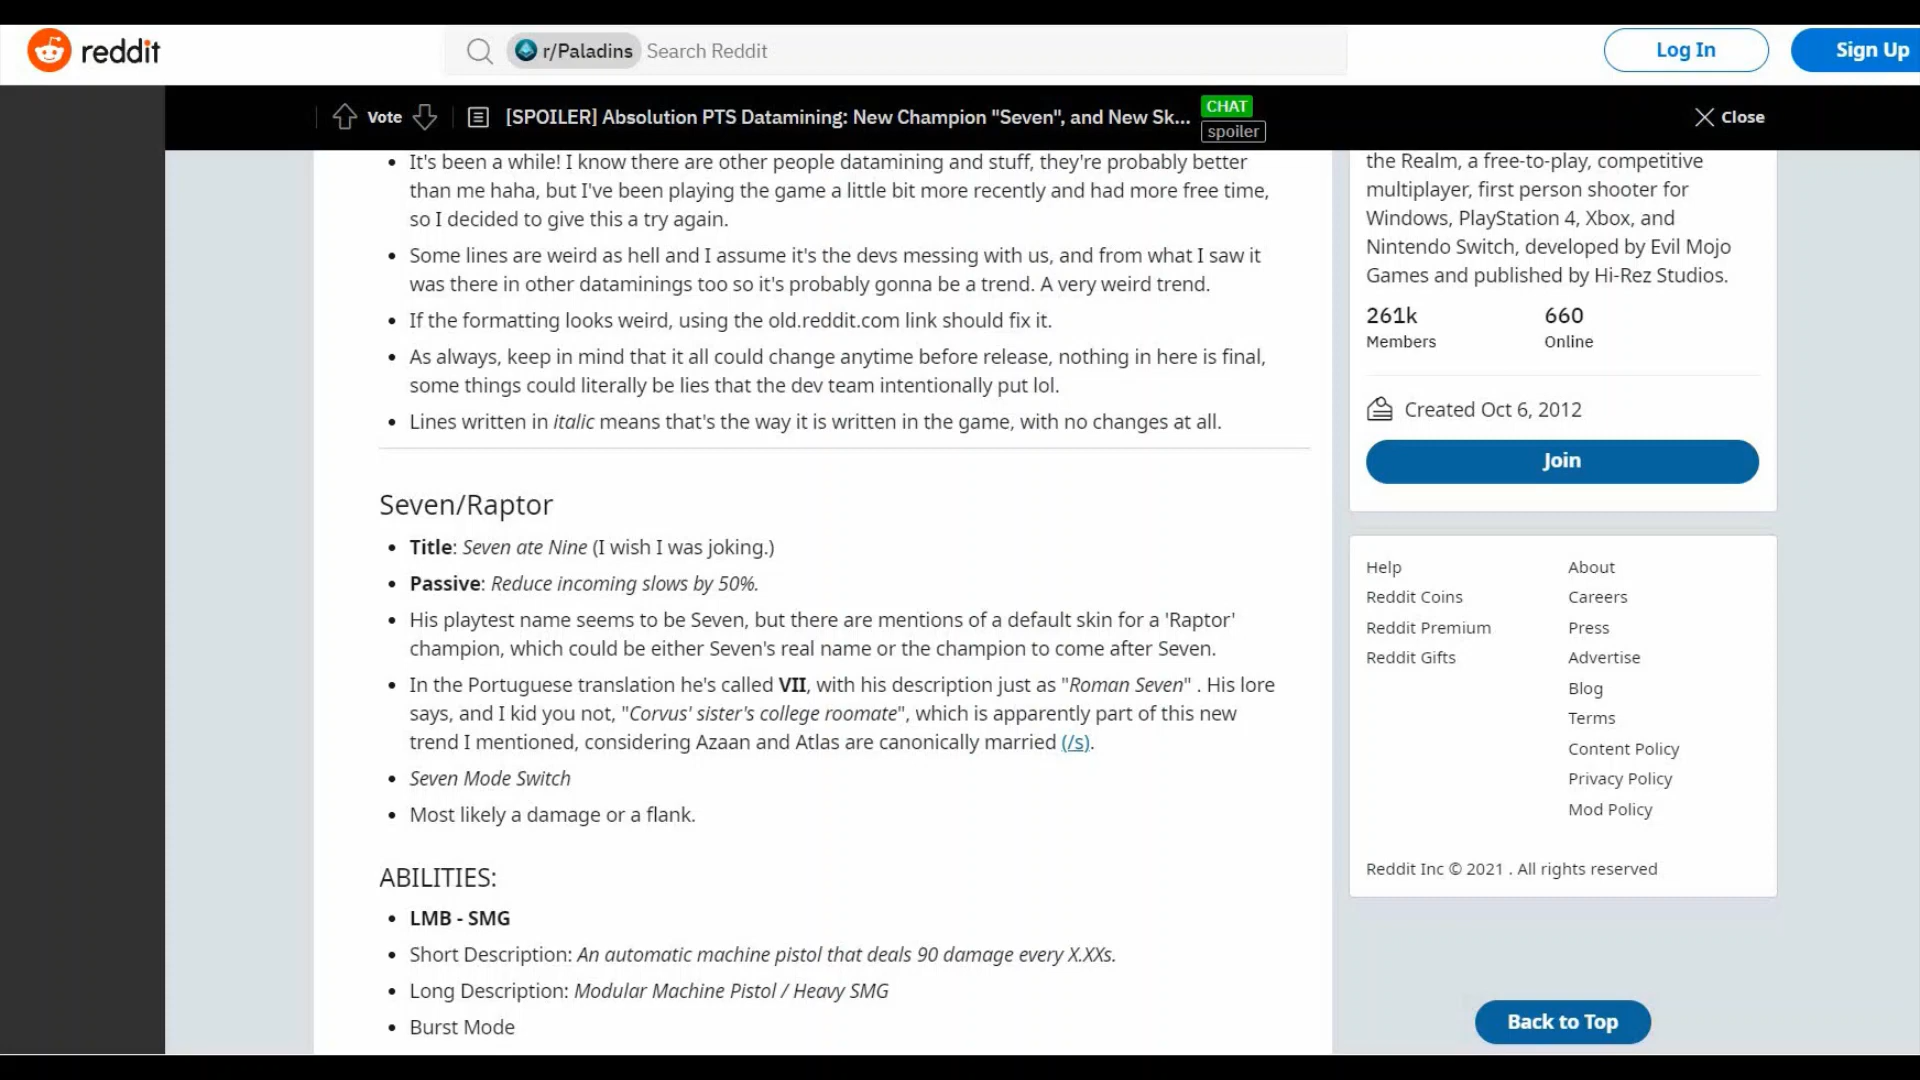 reddit
r/Paladins
Search Reddit
Log In
Sign Up
Vote
[SPOILER] Absolution PTS Datamining: New Champion "Seven", and New Sk...
CHAT
spoiler
Close
• It's been a while! I know there are other people datamining and stuff, they're probably better
than me haha, but I've been playing the game a little bit more recently and had more free time,
so I decided to give this a try again.
• Some lines are weird as hell and I assume it's the devs messing with us, and from what I saw it
was there in other dataminings too so it's probably gonna be a trend. A very weird trend.
• If the formatting looks weird, using the old.reddit.com link should fix it.
• As always, keep in mind that it all could change anytime before release, nothing in here is final,
some things could literally be lies that the dev team intentionally put lol.
• Lines written in italic means that's the way it is written in the game, with no changes at all.
Seven/Raptor
• Title: Seven ate Nine (I wish I was joking.)
• Passive: Reduce incoming slows by 50%.
• His playtest name seems to be Seven, but there are mentions of a default skin for a 'Raptor'
champion, which could be either Seven's real name or the champion to come after Seven.
• In the Portuguese translation he's called VII, with his description just as "Roman Seven" . His lore
says, and I kid you not, "Corvus' sister's college roomate", which is apparently part of this new
trend I mentioned, considering Azaan and Atlas are canonically married (/s).
• Seven Mode Switch
• Most likely a damage or a flank.
ABILITIES:
• LMB - SMG
• Short Description: An automatic machine pistol that deals 90 damage every X.XXs.
• Long Description: Modular Machine Pistol / Heavy SMG
• Burst Mode
the Realm, a free-to-play, competitive
multiplayer, first person shooter for
Windows, PlayStation 4, Xbox, and
Nintendo Switch, developed by Evil Mojo
Games and published by Hi-Rez Studios.
261k
Members
660
Online
Created Oct 6, 2012
Join
Help
Reddit Coins
Reddit Premium
Reddit Gifts
About
Careers
Press
Advertise
Blog
Terms
Content Policy
Privacy Policy
Mod Policy
Reddit Inc © 2021 . All rights reserved
Back to Top